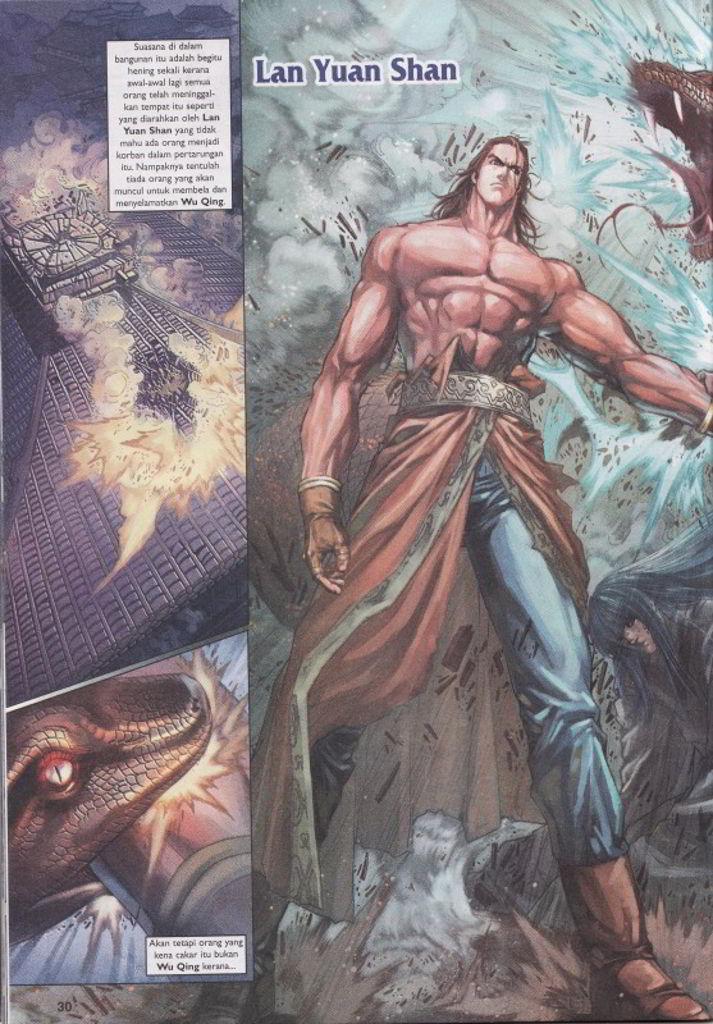 Suasana di dalam
bangunan itu adalah begitu
hening sekali kerana
awal-awal lagi semua
orang telah meninggal-
kan tempat itu seperti
yang diarahkan oleh Lan
Yuan Shan yang tidak
mahu ada orang menjadi
korban dalam pertarungan
itu. Nampaknya tentulah
tiada orang yang akan
muncul untuk membela dan
menyelamatkan Wu Qing.
Lan Yuan Shan
Akan tetapi orang yang
kena cakar itu bukan
Wu Qing kerana...
30